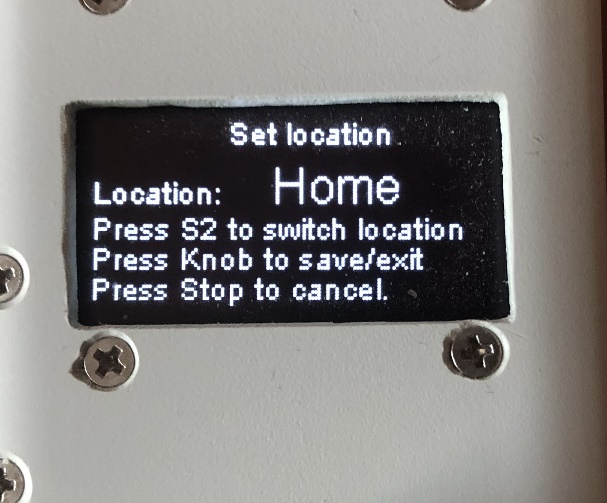 Set location
Location: Home
Press S2 to switch location
Press Knob to save/exit
Press Stop to cancel.